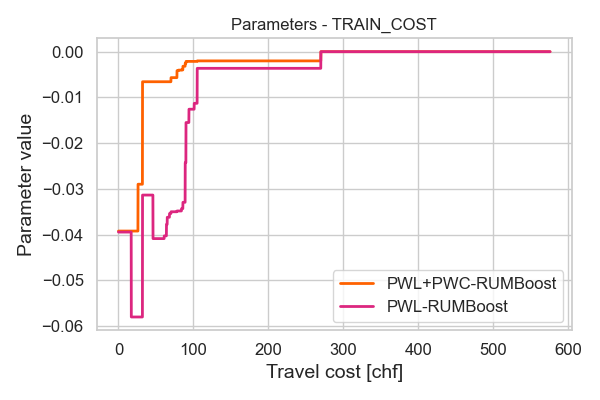 Parameters - TRAIN_COST
0.00
−0.01
−0.02
−0.03
−0.04
−0.05
−0.06
Parameter value
PWL+PWC-RUMBoost
PWL-RUMBoost
0 100 200 300 400 500 600
Travel cost [chf]